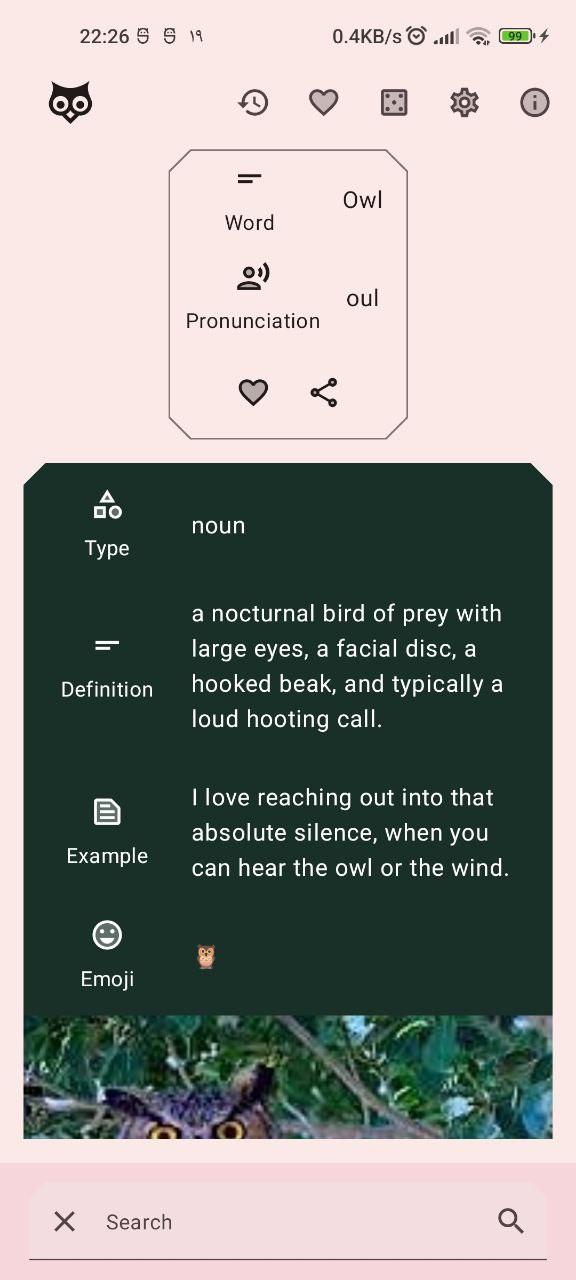 22:26 ١٩ 0.4KB/s 99
Word
Owl
Pronunciation
oul
Type
noun
Definition
a nocturnal bird of prey with
large eyes, a facial disc, a
hooked beak, and typically a
loud hooting call.
Example
I love reaching out into that
absolute silence, when you
can hear the owl or the wind.
Emoji
🦉
Search